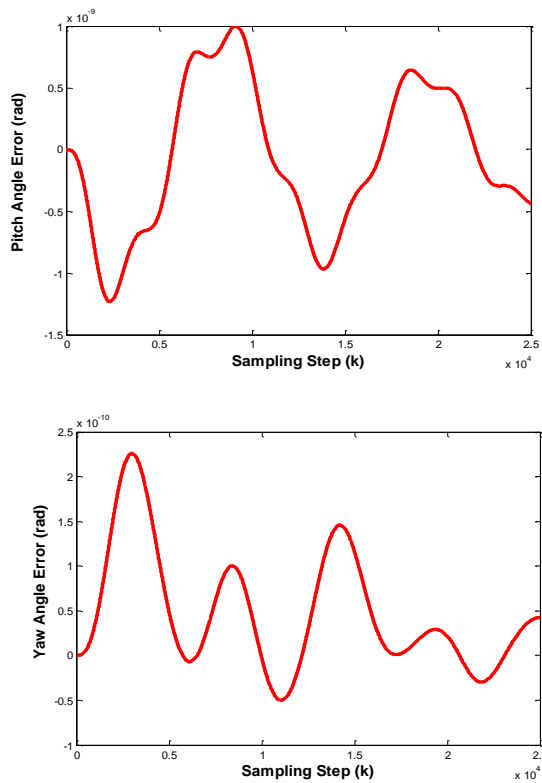 x 10^-9
1
0.5
0
-0.5
-1
-1.5
Pitch Angle Error (rad)
0 0.5 1 1.5 2 2.5
Sampling Step (k)
x 10^4
x 10^-10
2.5
2
1.5
1
0.5
0
-0.5
-1
Yaw Angle Error (rad)
0 0.5 1 1.5 2 2.5
Sampling Step (k)
x 10^4